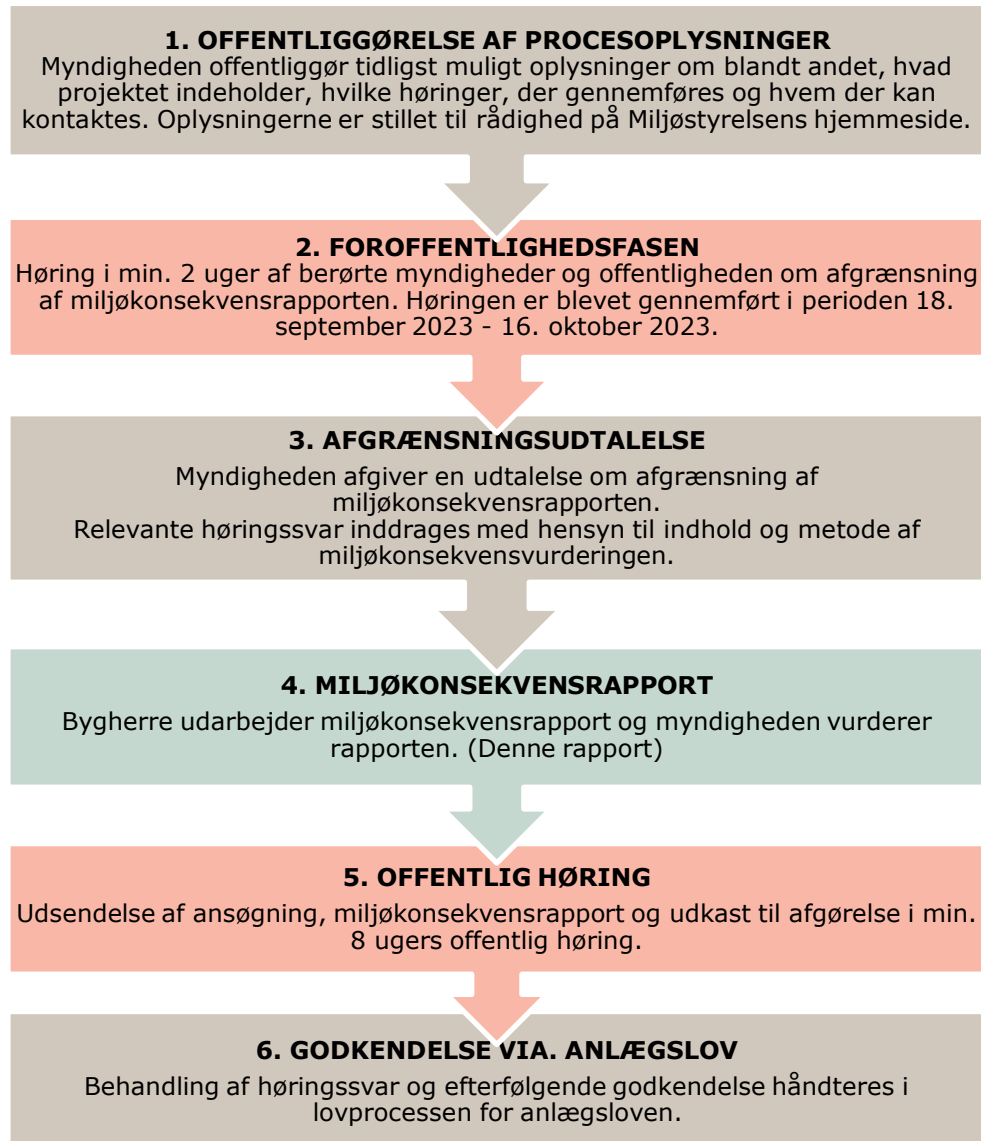 1. OFFENTLIGGØRELSE AF PROCESOPLYSNINGER
Myndigheden offentliggør tidligst muligt oplysninger om blandt andet, hvad
projektet indeholder, hvilke høringer, der gennemføres og hvem der kan
kontaktes. Oplysningerne er stillet til rådighed på Miljøstyrelsens hjemmeside.
2. FOROFFENTLIGHEDSFASEN
Høring i min. 2 uger af berørte myndigheder og offentligheden om afgrænsning
af miljøkonsekvensrapporten. Høringen er blevet gennemført i perioden 18.
september 2023 - 16. oktober 2023.
3. AFGRÆNSNINGSUDTALELSE
Myndigheden afgiver en udtalelse om afgrænsning af
miljøkonsekvensrapporten.
Relevante høringssvar inddrages med hensyn til indhold og metode af
miljøkonsekvensvurderingen.
4. MILJØKONSEKVENSRAPPORT
Bygherre udarbejder miljøkonsekvensrapport og myndigheden vurderer
rapporten. (Denne rapport)
5. OFFENTLIG HØRING
Udsendelse af ansøgning, miljøkonsekvensrapport og udkast til afgørelse i min.
8 ugers offentlig høring.
6. GODKENDELSE VIA. ANLÆGSLOV
Behandling af høringssvar og efterfølgende godkendelse håndteres i
lovprocessen for anlægsloven.